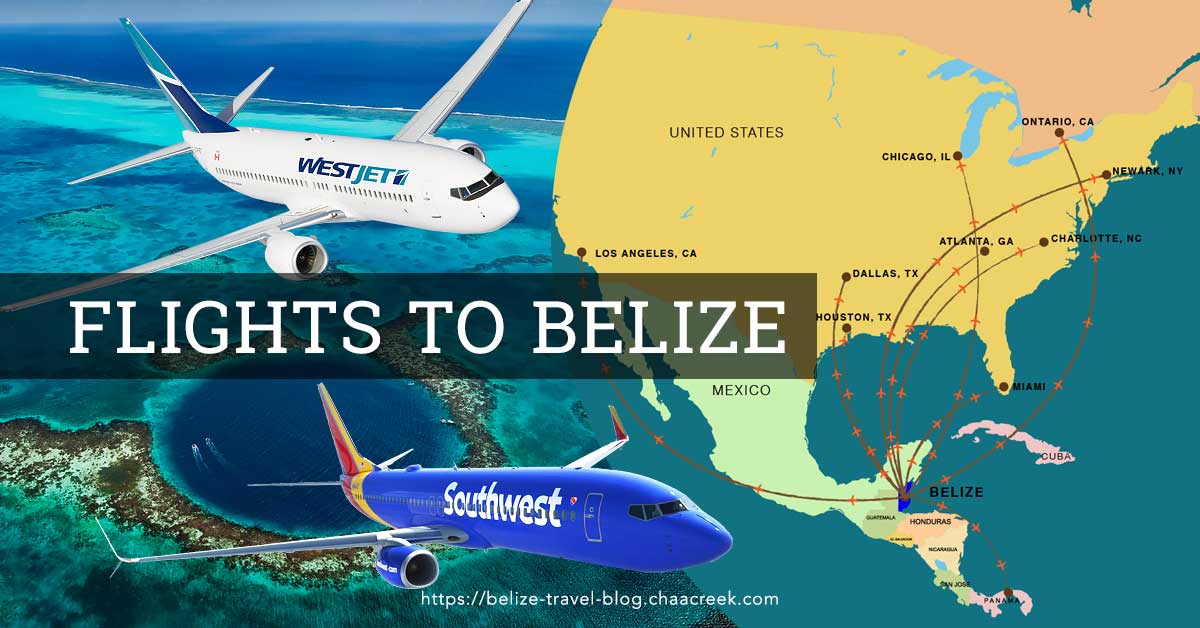 WESTJET
FLIGHTS TO BELIZE
Southwest
southwest.com
https://belize-travel-blog.chaacreek.com
UNITED STATES
ONTARIO, CA
CHICAGO, IL
NEWARK, NY
ATLANTA, GA
CHARLOTTE, NC
LOS ANGELES, CA
DALLAS, TX
HOUSTON, TX
MEXICO
MIAMI
CUBA
BELIZE
GUATEMALA
HONDURAS
EL SALVADOR
NICARAGUA
SAN JOSE
PANAMA